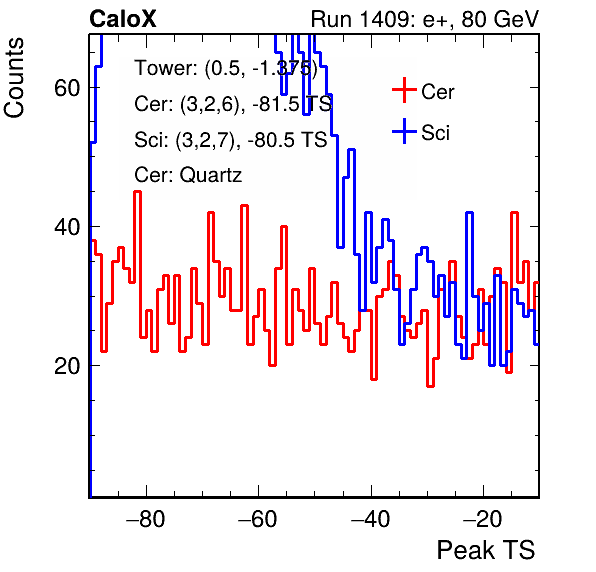 CaloX
Run 1409: e+, 80 GeV
Counts
Tower: (0.5, -1.375)
Cer: (3,2,6), -81.5 TS
Sci: (3,2,7), -80.5 TS
Cer: Quartz
Cer
Sci
60
40
20
−80
−60
−40
−20
Peak TS